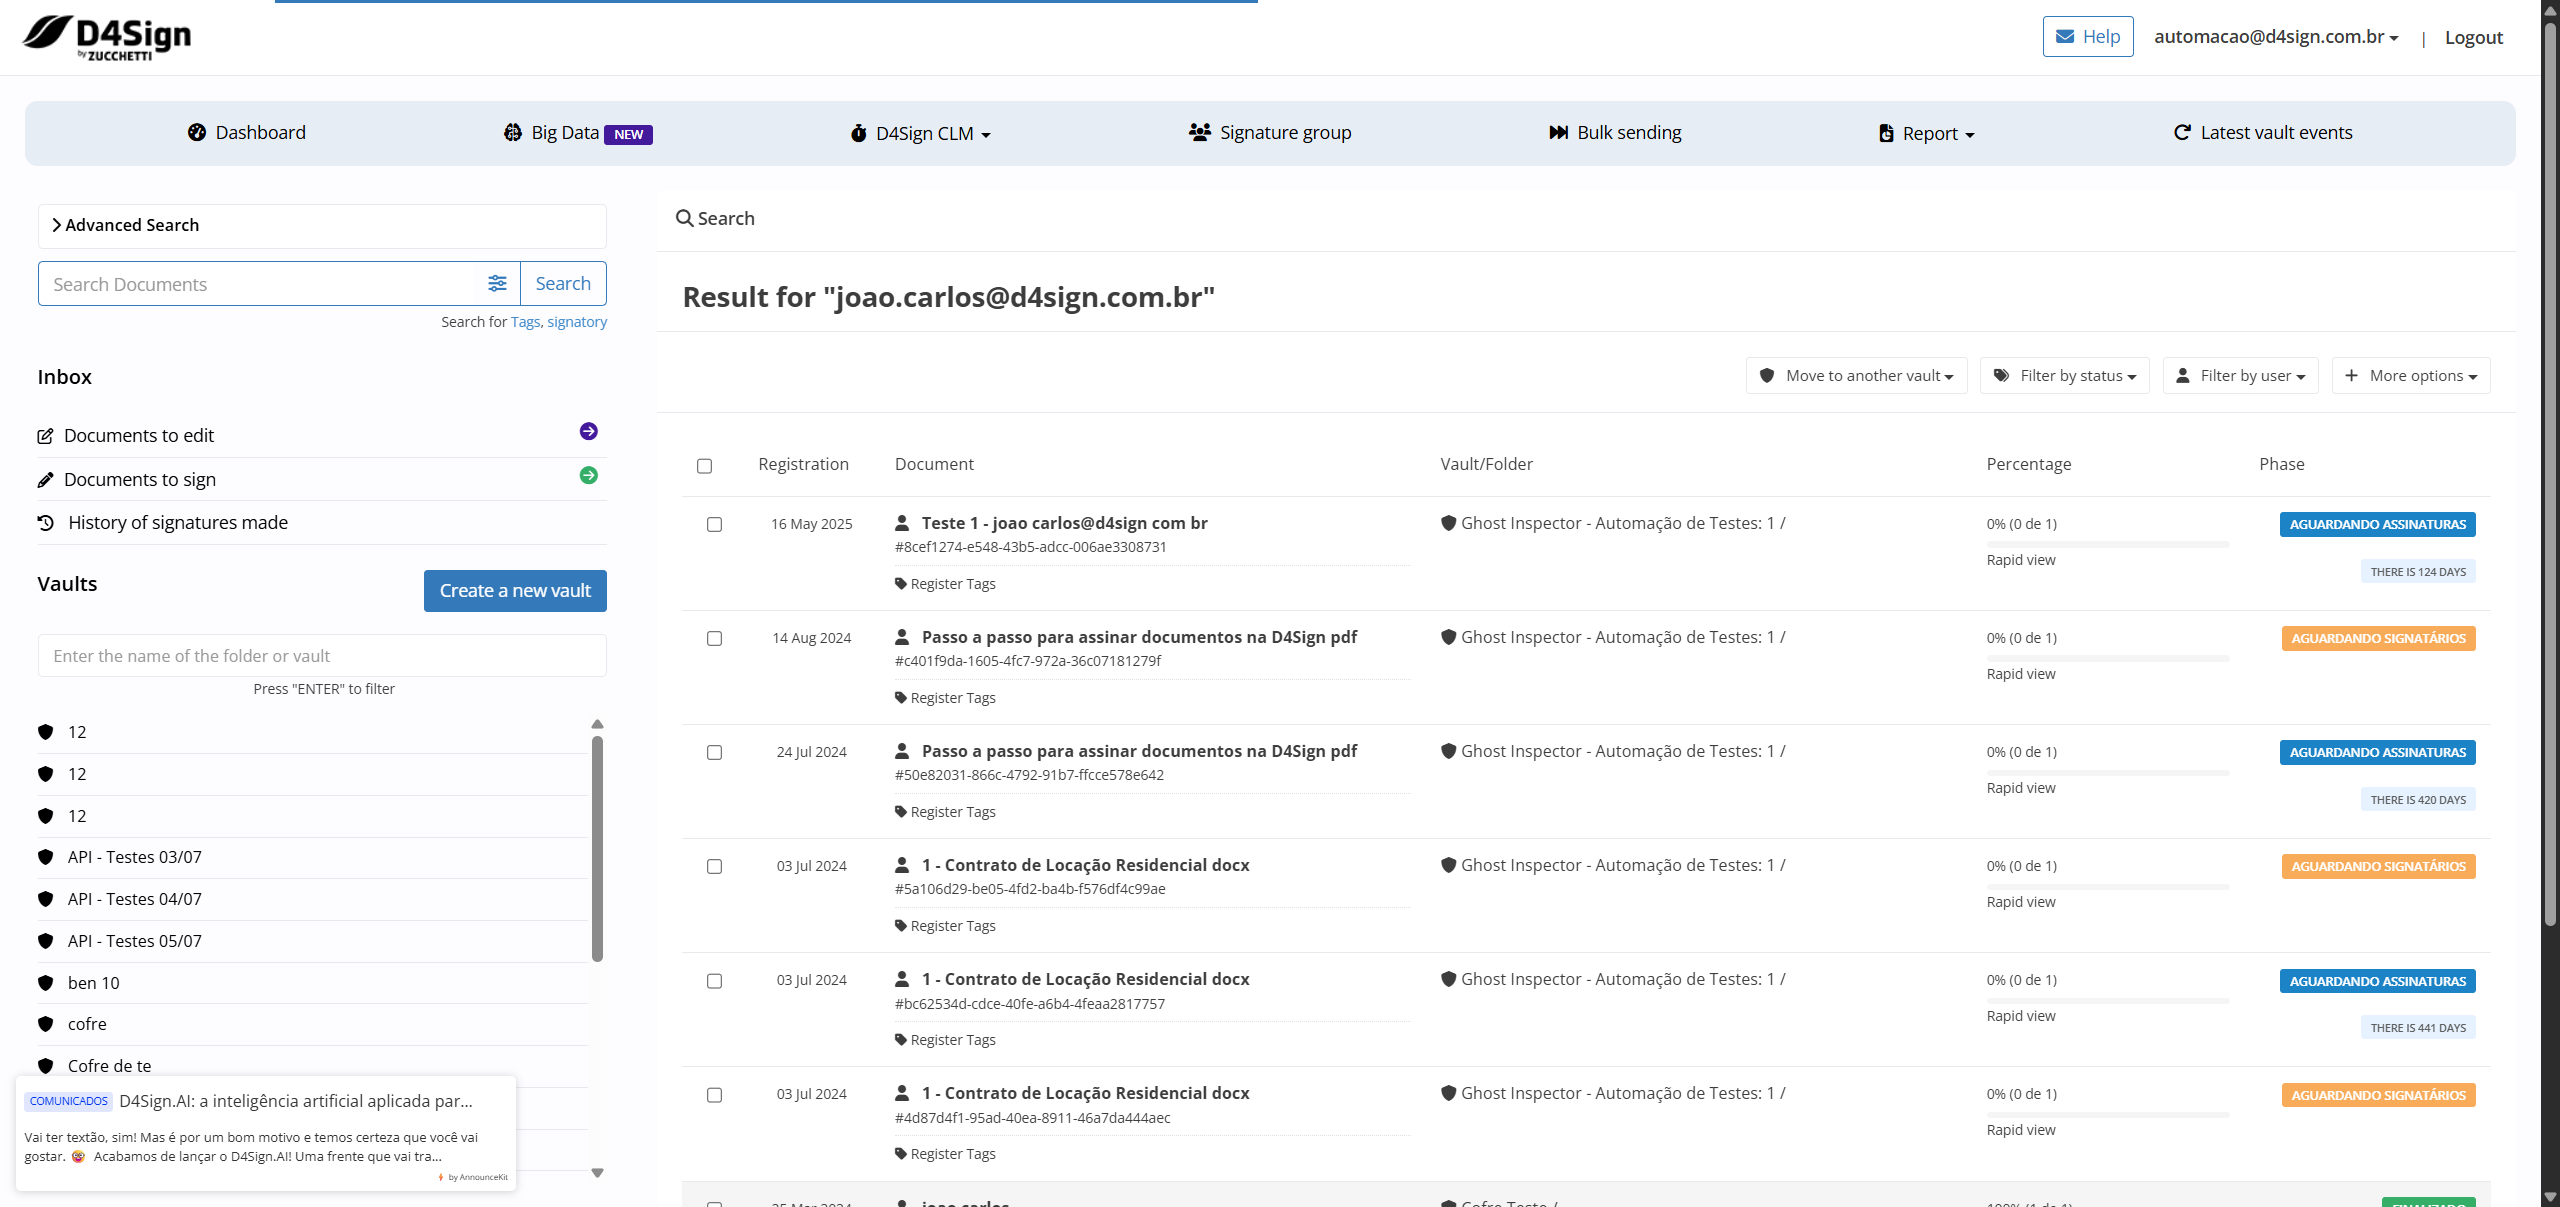 D4Sign
by ZUCCHETTI
Help
automacao@d4sign.com.br
|
Logout
Dashboard
Big Data NEW
D4Sign CLM
Signature group
Bulk sending
Report
Latest vault events
Advanced Search
Search Documents
Search
Search for Tags, signatory
Inbox
Documents to edit
Documents to sign
History of signatures made
Vaults
Create a new vault
Enter the name of the folder or vault
Press "ENTER" to filter
12
12
12
API - Testes 03/07
API - Testes 04/07
API - Testes 05/07
ben 10
cofre
Cofre de te
COMUNICADOS D4Sign.AI: a inteligência artificial aplicada par...
Vai ter textão, sim! Mas é por um bom motivo e temos certeza que você vai
gostar. Acabamos de lançar o D4Sign.AI! Uma frente que vai tra...
by AnnounceKit
Search
Result for "joao.carlos@d4sign.com.br"
Move to another vault
Filter by status
Filter by user
More options
Registration Document Vault/Folder Percentage Phase
16 May 2025 Teste 1 - joao carlos@d4sign com br Ghost Inspector - Automação de Testes: 1 / 0% (0 de 1) AGUARDANDO ASSINATURAS
#8cef1274-e548-43b5-adcc-006ae3308731
Rapid view THERE IS 124 DAYS
Register Tags
14 Aug 2024 Passo a passo para assinar documentos na D4Sign pdf Ghost Inspector - Automação de Testes: 1 / 0% (0 de 1) AGUARDANDO SIGNATÁRIOS
#c401f9da-1605-4fc7-972a-36c07181279f
Rapid view
Register Tags
24 Jul 2024 Passo a passo para assinar documentos na D4Sign pdf Ghost Inspector - Automação de Testes: 1 / 0% (0 de 1) AGUARDANDO ASSINATURAS
#50e82031-866c-4792-91b7-ffcce578e642
Rapid view THERE IS 420 DAYS
Register Tags
03 Jul 2024 1 - Contrato de Locação Residencial docx Ghost Inspector - Automação de Testes: 1 / 0% (0 de 1) AGUARDANDO SIGNATÁRIOS
#5a106d29-be05-4fd2-ba4b-f576df4c99ae
Rapid view
Register Tags
03 Jul 2024 1 - Contrato de Locação Residencial docx Ghost Inspector - Automação de Testes: 1 / 0% (0 de 1) AGUARDANDO ASSINATURAS
#bc62534d-cdce-40fe-a6b4-4feaa2817757
Rapid view THERE IS 441 DAYS
Register Tags
03 Jul 2024 1 - Contrato de Locação Residencial docx Ghost Inspector - Automação de Testes: 1 / 0% (0 de 1) AGUARDANDO SIGNATÁRIOS
#4d87d4f1-95ad-40ea-8911-46a7da444aec
Rapid view
Register Tags
joao carlos Cofre Teste /